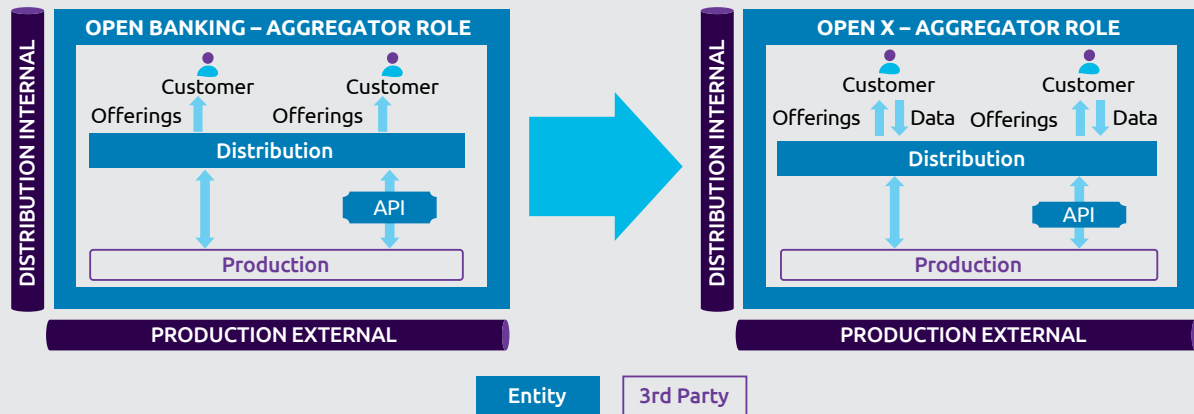 OPEN BANKING – AGGREGATOR ROLE
DISTRIBUTION INTERNAL
Customer
Customer
Offerings
Offerings
Distribution
API
Production
PRODUCTION EXTERNAL
OPEN X – AGGREGATOR ROLE
DISTRIBUTION INTERNAL
Customer
Customer
Offerings
Data
Offerings
Data
Distribution
API
Production
PRODUCTION EXTERNAL
Entity
3rd Party